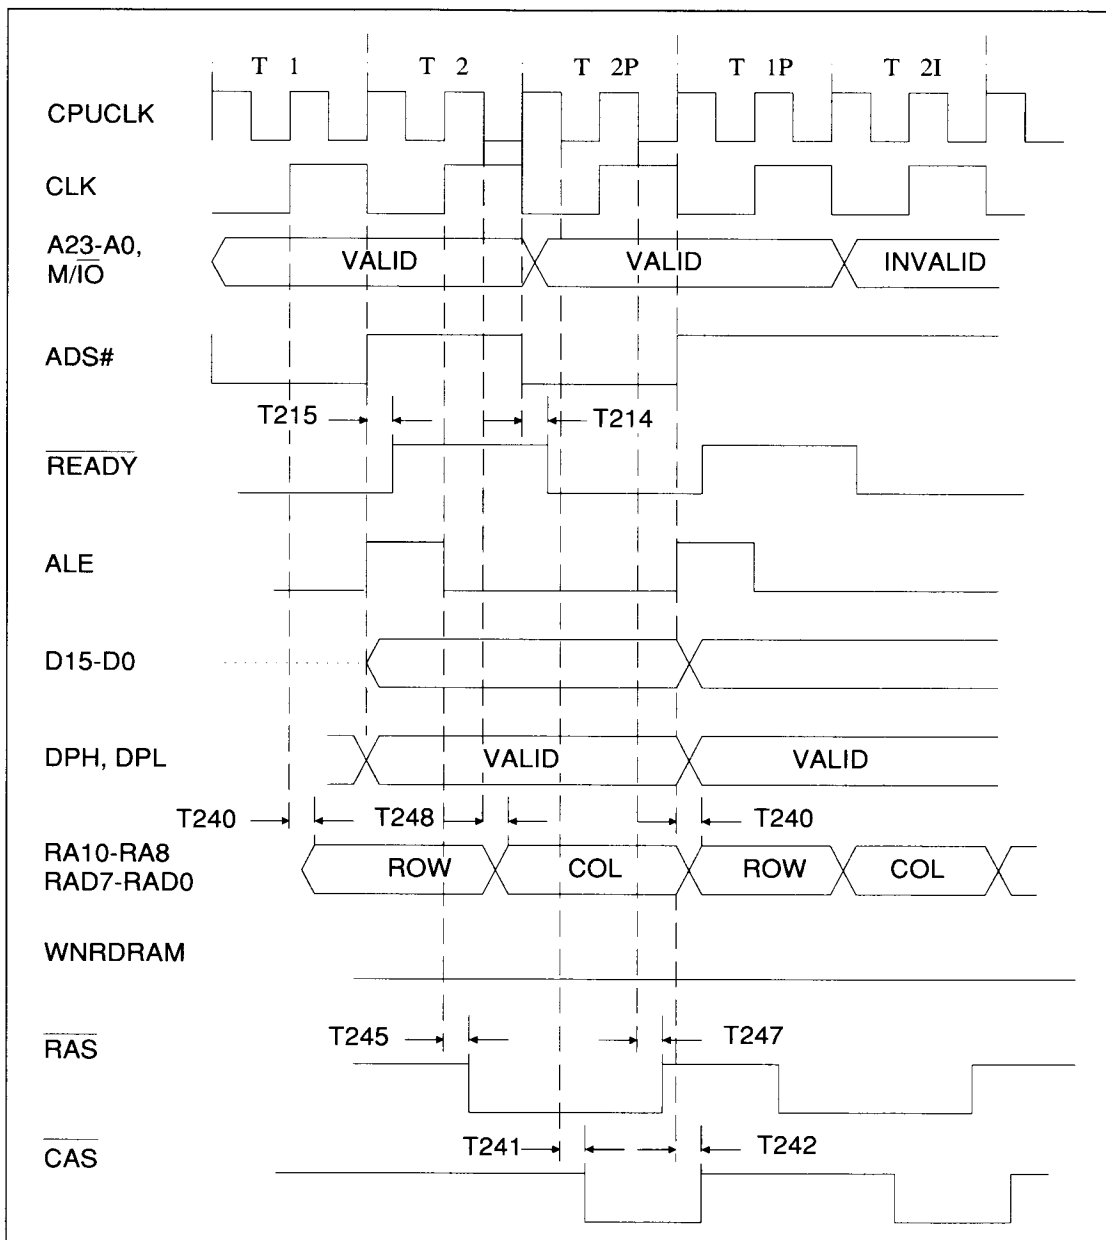 T 1 T 2 T 2P T 1P T 2I
CPUCLK
CLK
A23-A0,
M/IO
VALID VALID INVALID
ADS#
T215 T214
READY
ALE
D15-D0
DPH, DPL VALID VALID
T240 T248 T240
RA10-RA8
RAD7-RAD0
ROW COL ROW COL
WNRDRAM
T245 T247
RAS
T241 T242
CAS